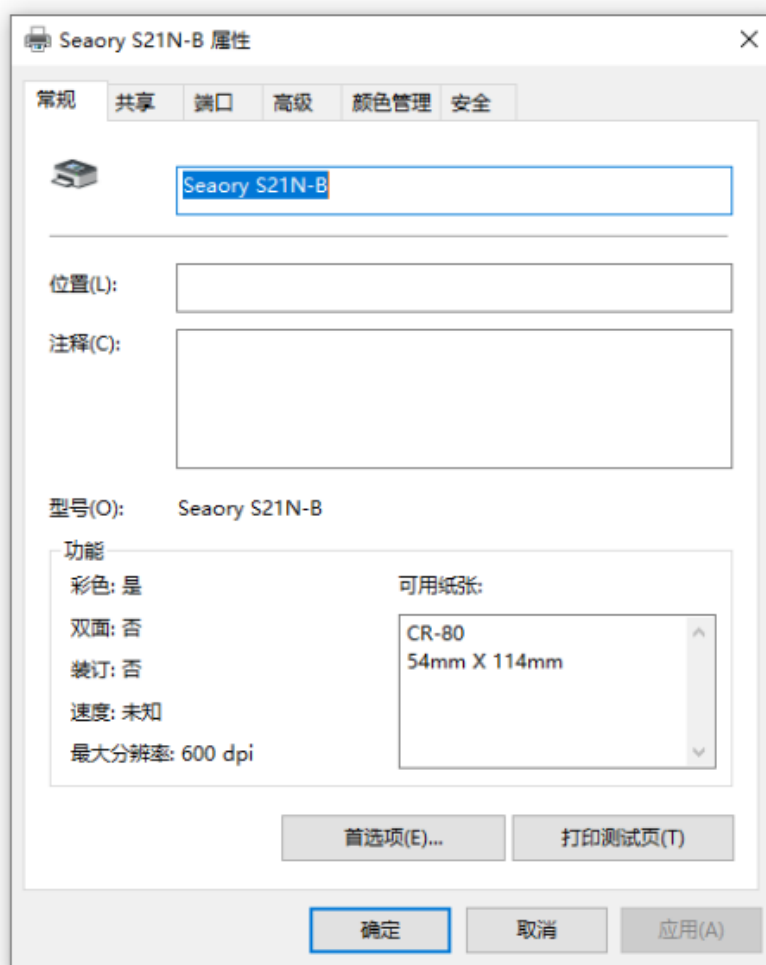 Seaory S21N-B 属性
常规 共享 端口 高级 颜色管理 安全
Seaory S21N-B
位置(L):
注释(C):
型号(O): Seaory S21N-B
功能
彩色: 是
双面: 否
装订: 否
速度: 未知
最大分辨率: 600 dpi
可用纸张:
CR-80
54mm X 114mm
首选项(E)... 打印测试页(T)
确定 取消 应用(A)